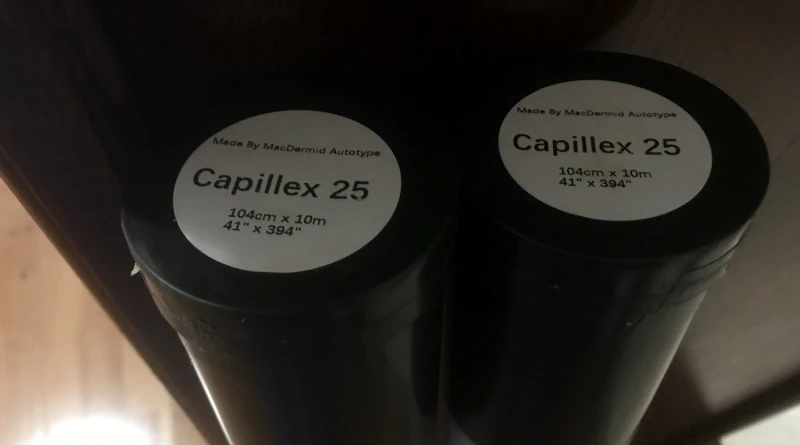 Made By MacDermid Autotype
Capillex 25
104cm x 10m
41" x 394"
Made By MacDermid Autotype
Capillex 25
104cm x 10m
41" x 394"